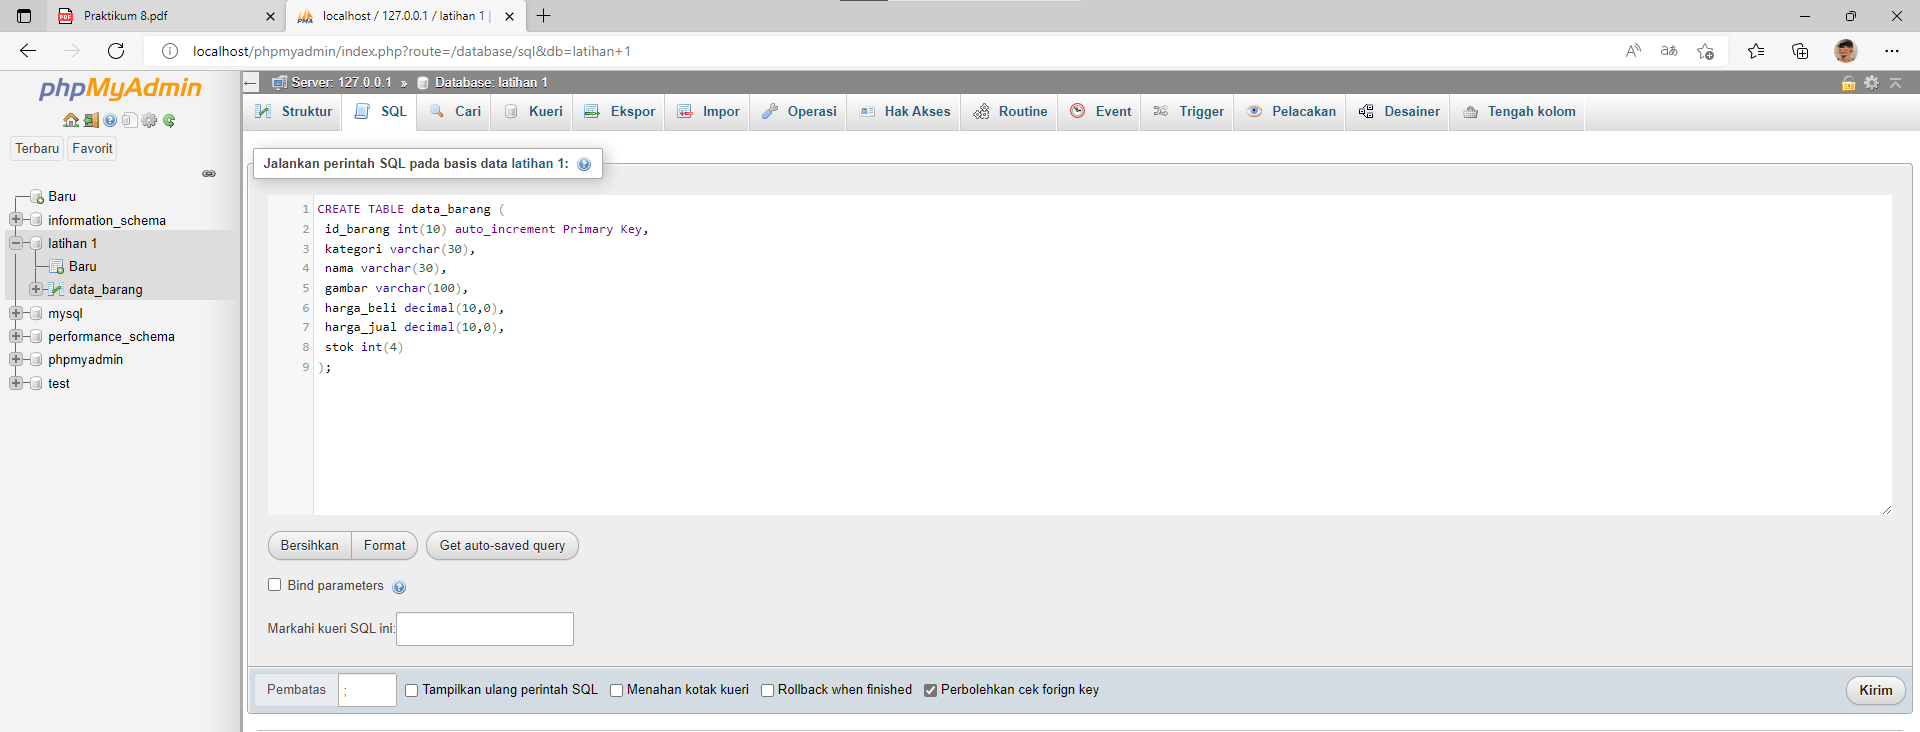 Praktikum 8.pdf
localhost / 127.0.0.1 / latihan 1 |
localhost/phpmyadmin/index.php?route=/database/sql&db=latihan+1
phpMyAdmin
Terbaru Favorit
Baru
information_schema
latihan 1
Baru
data_barang
mysql
performance_schema
phpmyadmin
test
Server: 127.0.0.1 » Database: latihan 1
Struktur SQL Cari Kueri Ekspor Impor Operasi Hak Akses Routine Event Trigger Pelacakan Desainer Tengah kolom
Jalankan perintah SQL pada basis data latihan 1:
1 CREATE TABLE data_barang (
2 id_barang int(10) auto_increment Primary Key,
3 kategori varchar(30),
4 nama varchar(30),
5 gambar varchar(100),
6 harga_beli decimal(10,0),
7 harga_jual decimal(10,0),
8 stok int(4)
9 );
Bersihkan Format Get auto-saved query
Bind parameters
Markahi kueri SQL ini:
Pembatas ; Tampilkan ulang perintah SQL Menahan kotak kueri Rollback when finished Perbolehkan cek forign key Kirim